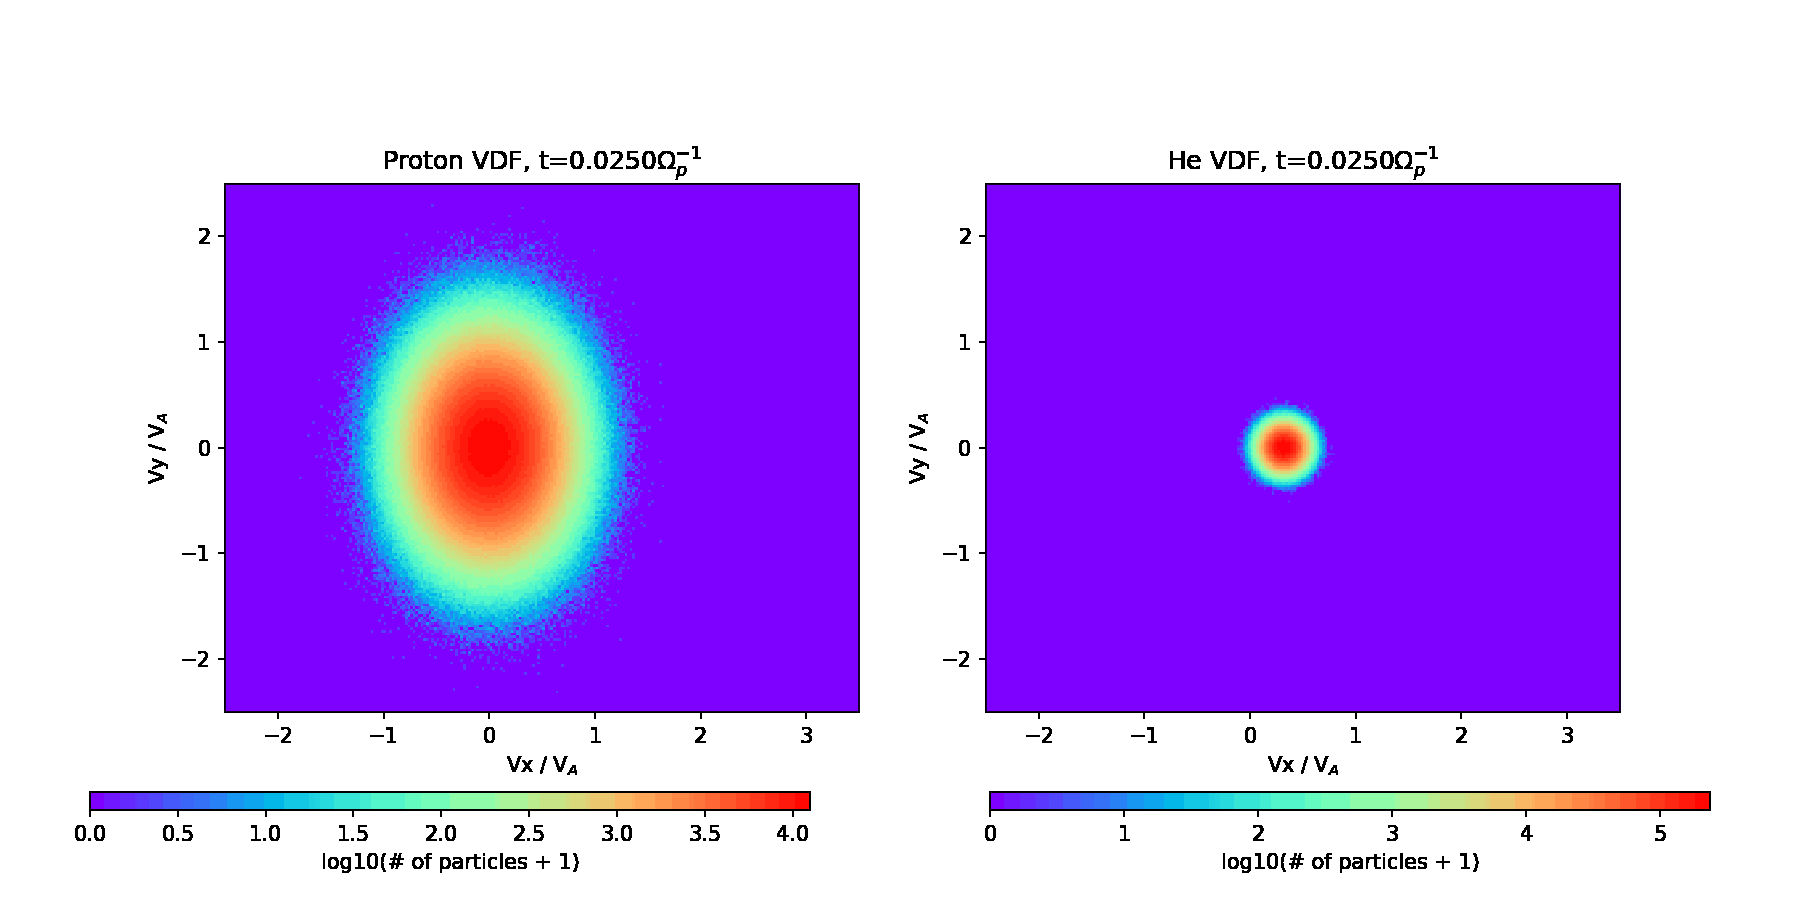 Proton VDF, t=0.0250Ω_p^{-1}
He VDF, t=0.0250Ω_p^{-1}
2
1
0
−1
−2
Vy / V_A
−2 −1 0 1 2 3
Vx / V_A
2
1
0
−1
−2
Vy / V_A
−2 −1 0 1 2 3
Vx / V_A
0.0 0.5 1.0 1.5 2.0 2.5 3.0 3.5 4.0
log10(# of particles + 1)
0 1 2 3 4 5
log10(# of particles + 1)